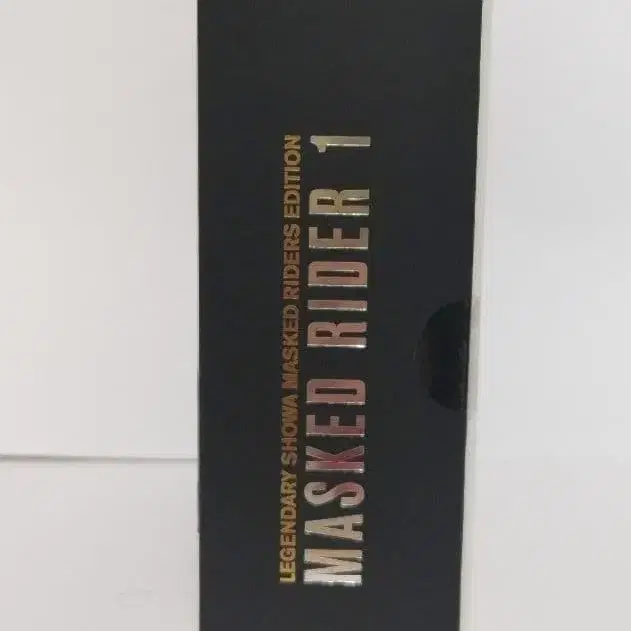 LEGENDARY SHOWA MASKED RIDERS EDITION
MASKED RIDER 1